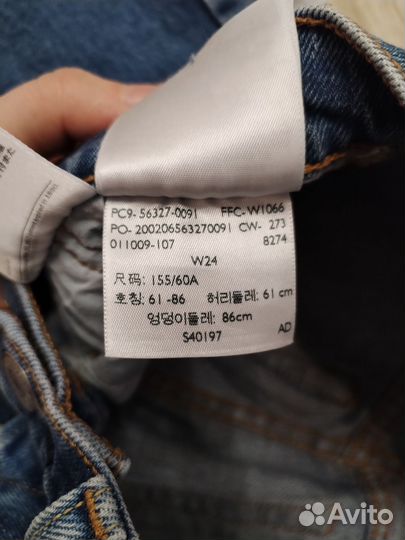 PC9- 56327-0091 FFC-W1066
PO- 200206563270091 CW- 273
011009-107 8274
W24
尺码: 155/60A
호칭: 61 -86 허리둘레: 61 cm
엉덩이둘레: 86cm
S40197 AD
Avito